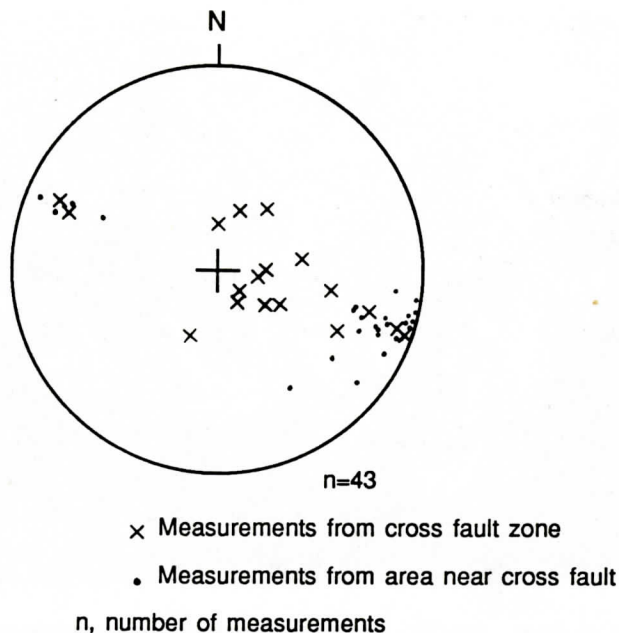 N
n=43
× Measurements from cross fault zone
• Measurements from area near cross fault
n, number of measurements